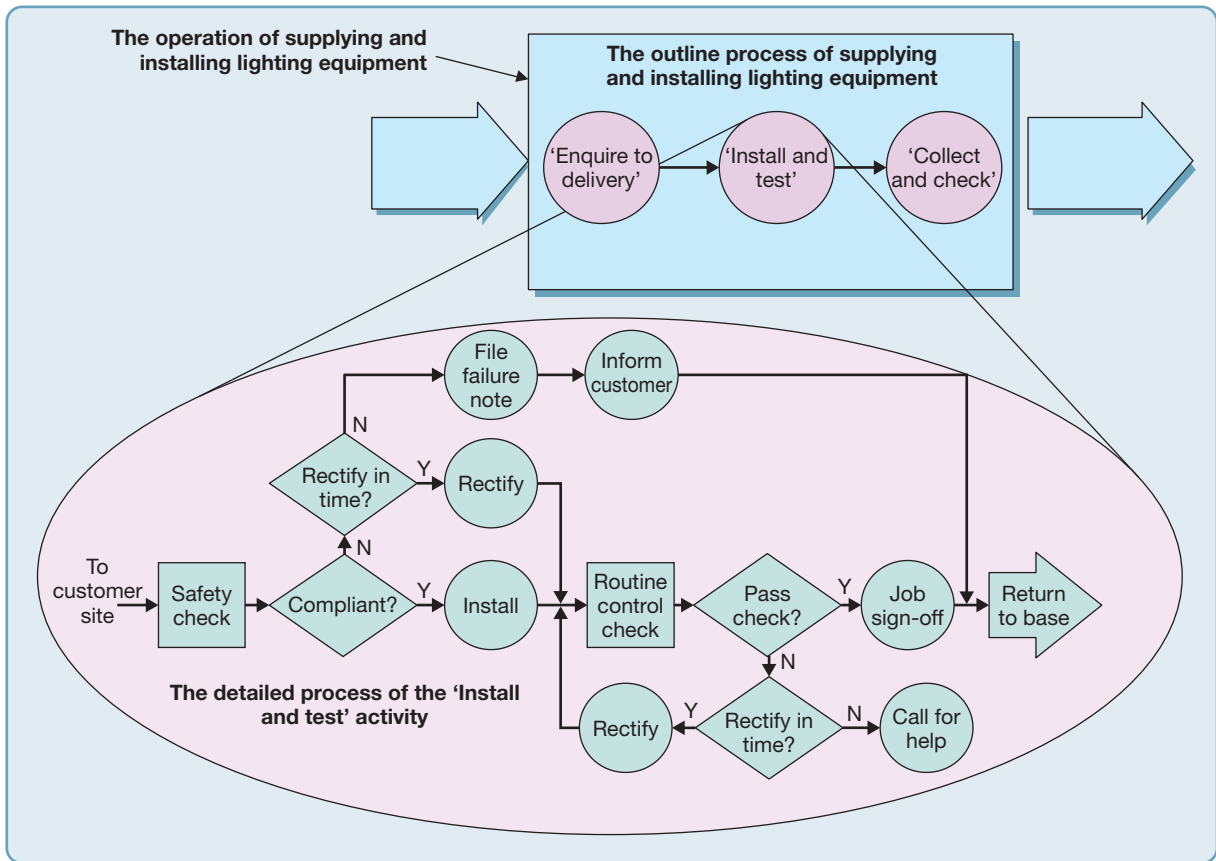 The operation of supplying and
installing lighting equipment
The outline process of supplying
and installing lighting equipment
‘Enquire to
delivery’
‘Install and
test’
‘Collect
and check’
File
failure
note
Inform
customer
N
Rectify in
time?
Y
Rectify
N
To
customer
site
Safety
check
Compliant?
Y
Install
Routine
control
check
Pass
check?
Y
Job
sign-off
Return
to base
N
The detailed process of the ‘Install
and test’ activity
Rectify
Y
Rectify in
time?
N
Call for
help